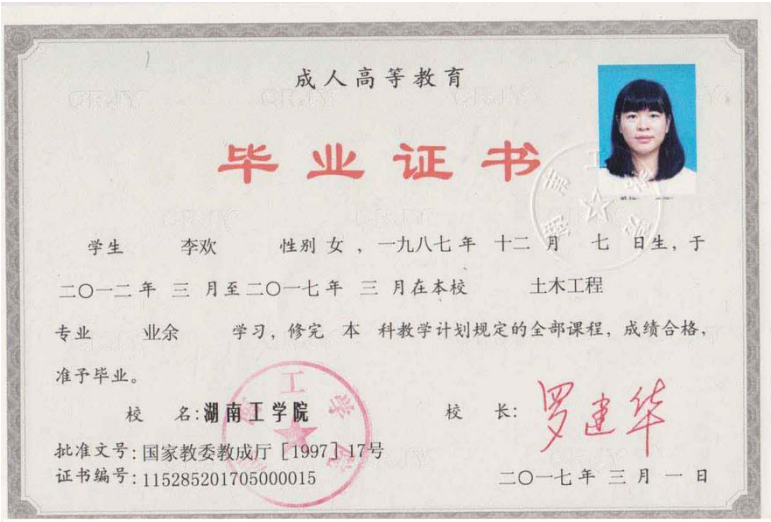 成人高等教育
毕业证书
学生 李欢 性别 女 ，一九八七年 十二 月 七 日生，于
二〇一二年 三 月至二〇一七年 三 月在本校 土木工程
专业 业余 学习，修完 本 科教学计划规定的全部课程，成绩合格，
准予毕业。
校 名：湖南工学院 校 长：罗建华
批准文号：国家教委教成厅［1997］17号
证书编号：115285201705000015 二〇一七年 三 月 一 日
湖南工学院